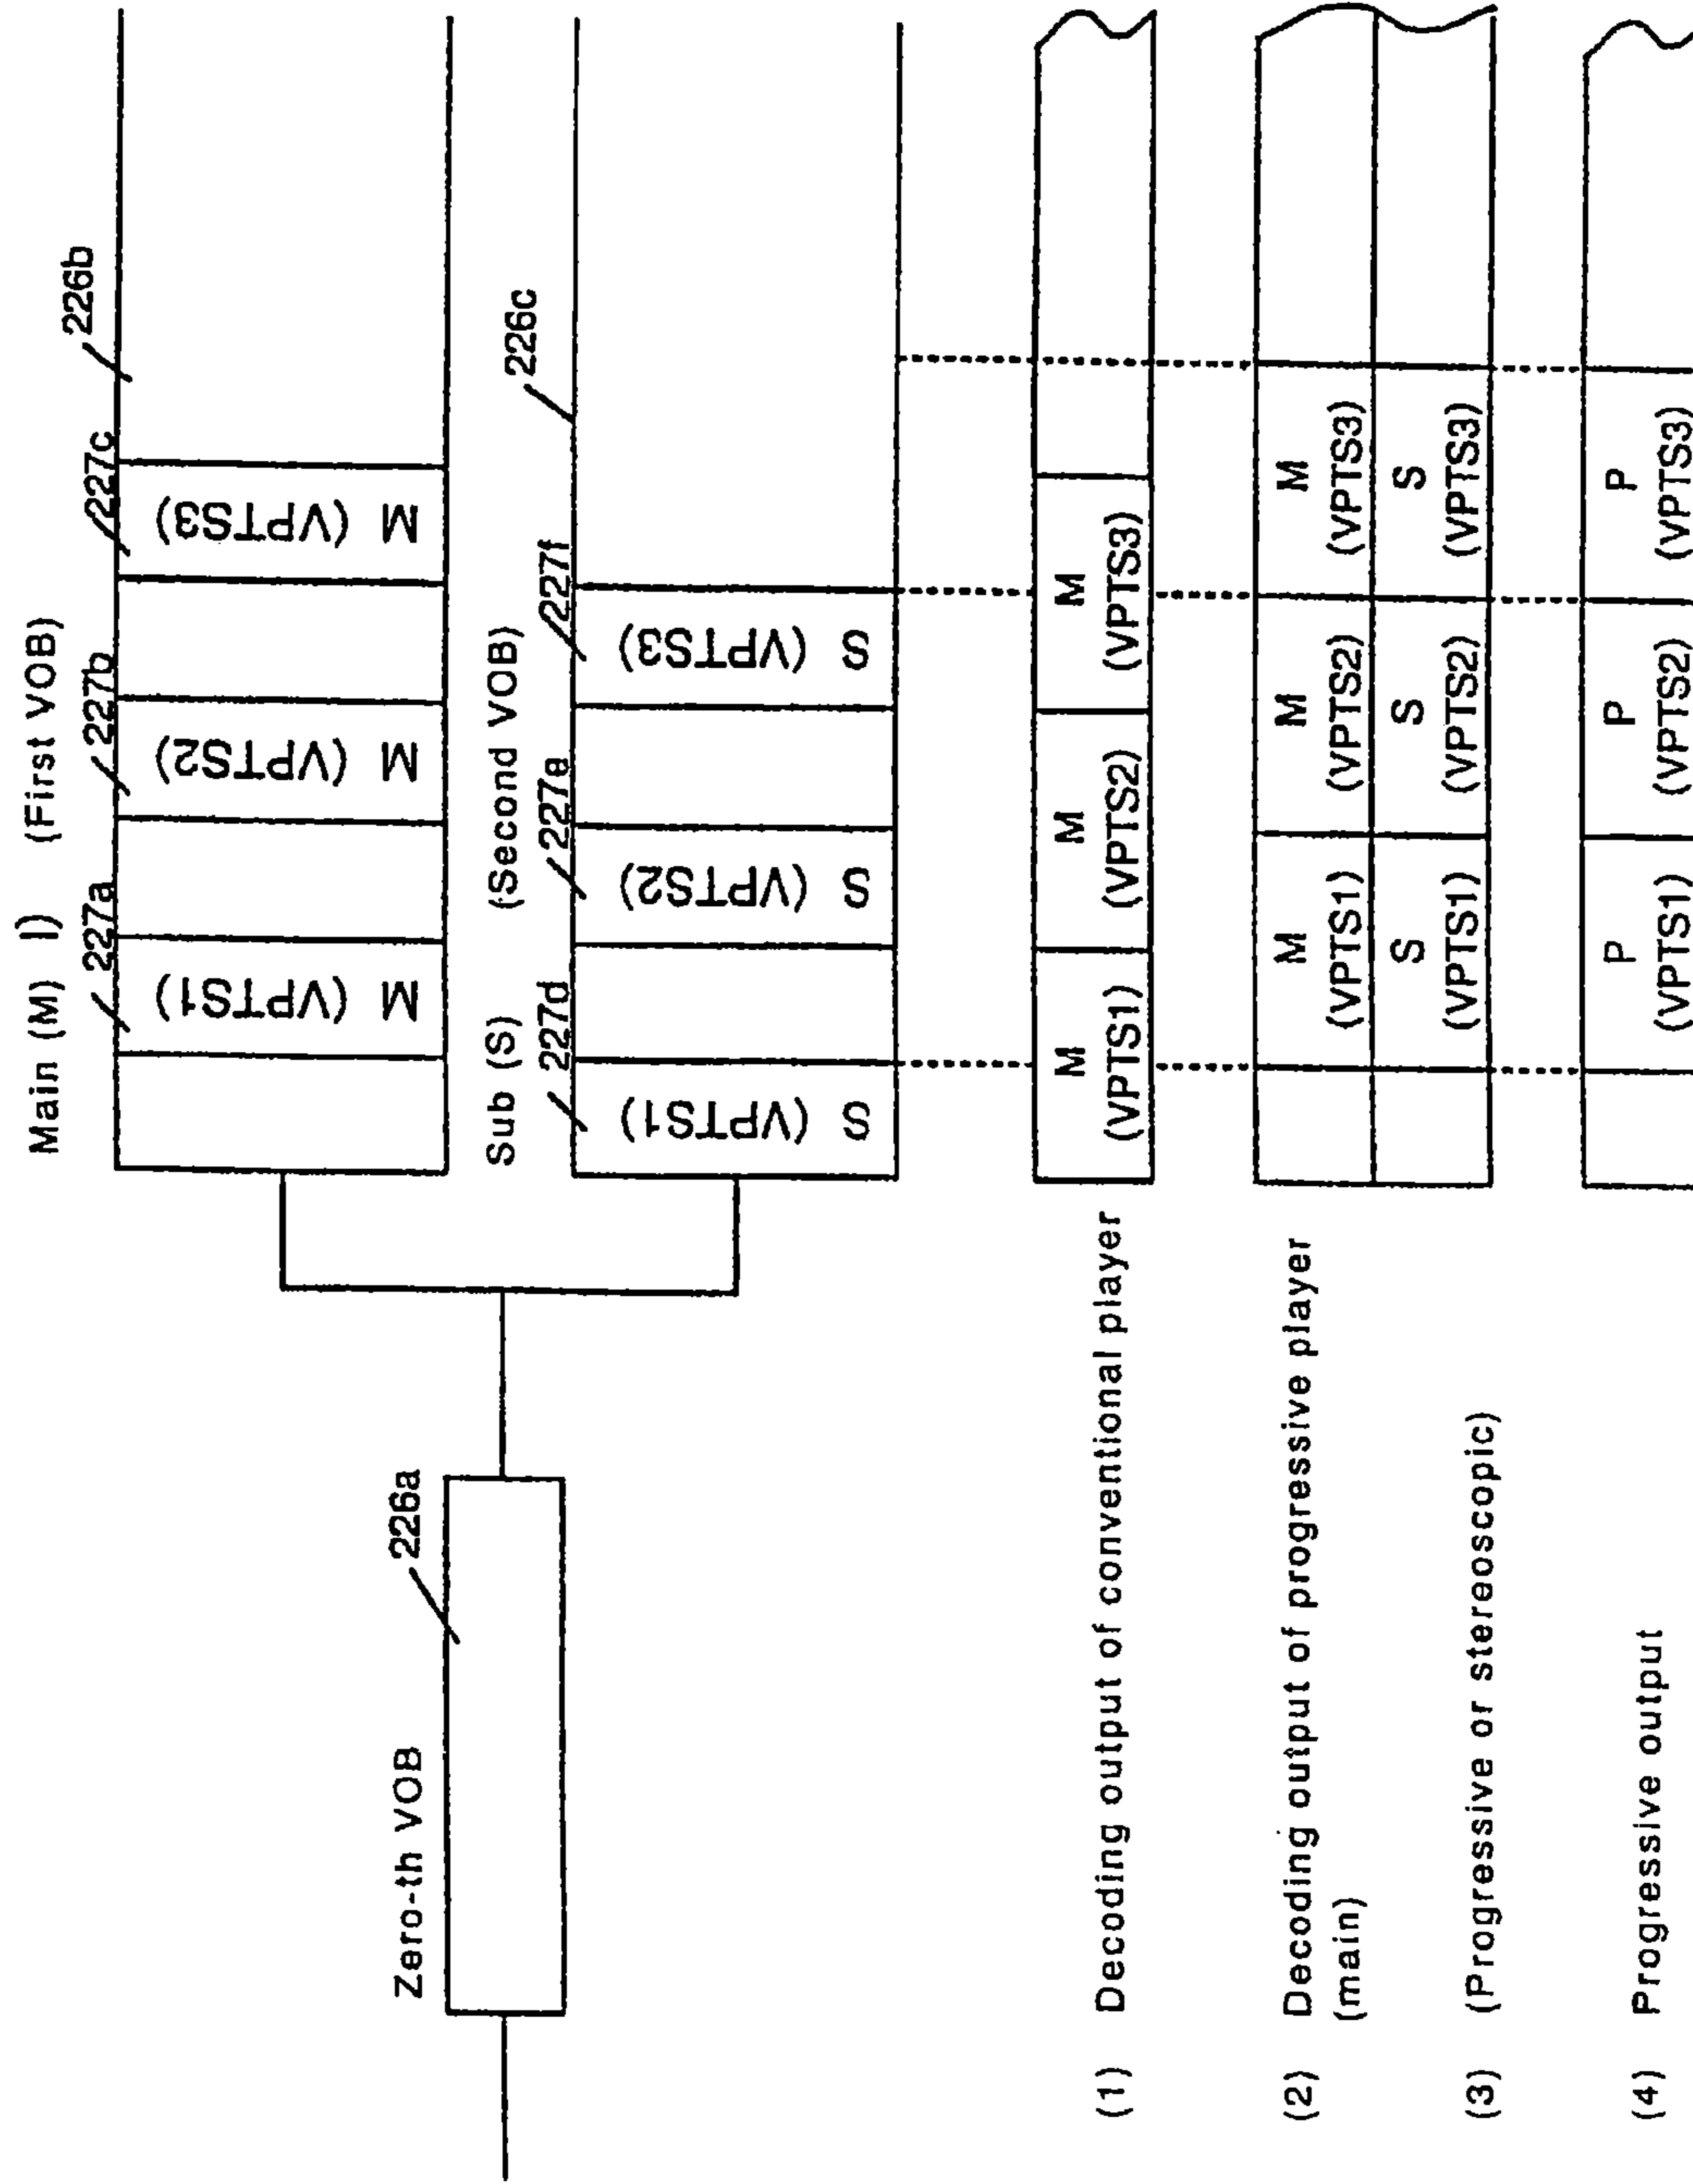 Main (M) I) (First VOB)
227a 227b 227c 226b
M (VPTS1) M (VPTS2) M (VPTS3)
Sub (S) (Second VOB)
227d 227e 227f 226c
S (VPTS1) S (VPTS2) S (VPTS3)
Zero-th VOB
226a
(1) Decoding output of conventional player
M M M
(VPTS1) (VPTS2) (VPTS3)
(2) Decoding output of progressive player
(main)
M M M
(VPTS1) (VPTS2) (VPTS3)
(3) (Progressive or stereoscopic)
S S S
(VPTS1) (VPTS2) (VPTS3)
(4) Progressive output
P P P
(VPTS1) (VPTS2) (VPTS3)